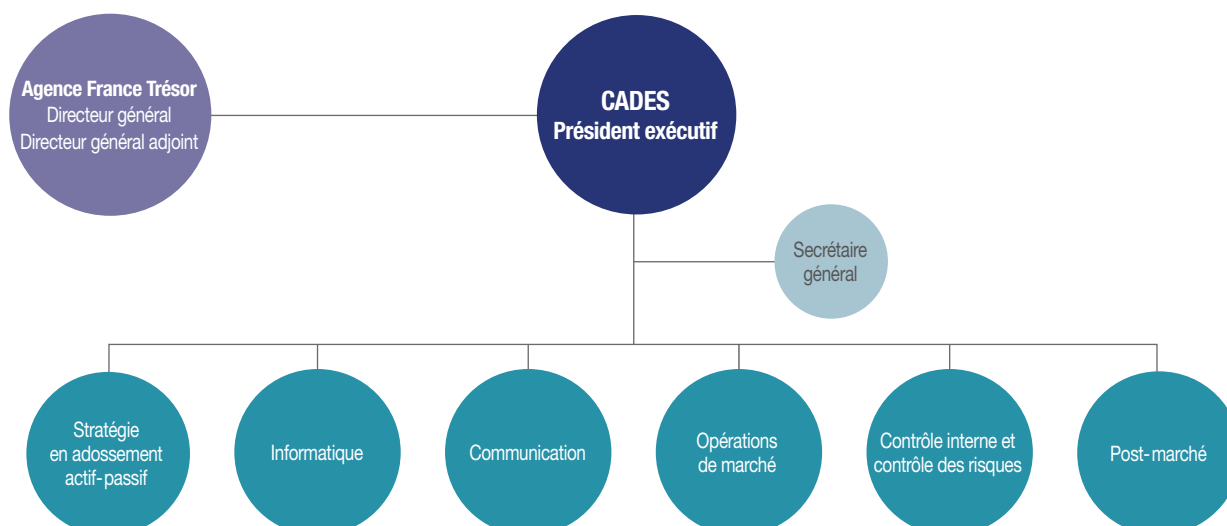 Agence France Trésor
Directeur général
Directeur général adjoint
CADES
Président exécutif
Secrétaire
général
Stratégie
en adossement
actif-passif
Informatique
Communication
Opérations
de marché
Contrôle interne et
contrôle des risques
Post-marché